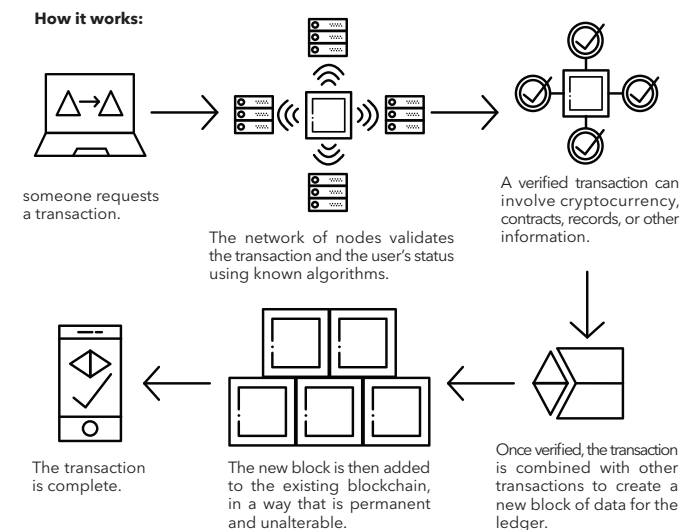 How it works:
someone requests
a transaction.
The network of nodes validates
the transaction and the user's status
using known algorithms.
A verified transaction can
involve cryptocurrency,
contracts, records, or other
information.
Once verified, the transaction
is combined with other
transactions to create a
new block of data for the
ledger.
The new block is then added
to the existing blockchain,
in a way that is permanent
and unalterable.
The transaction
is complete.